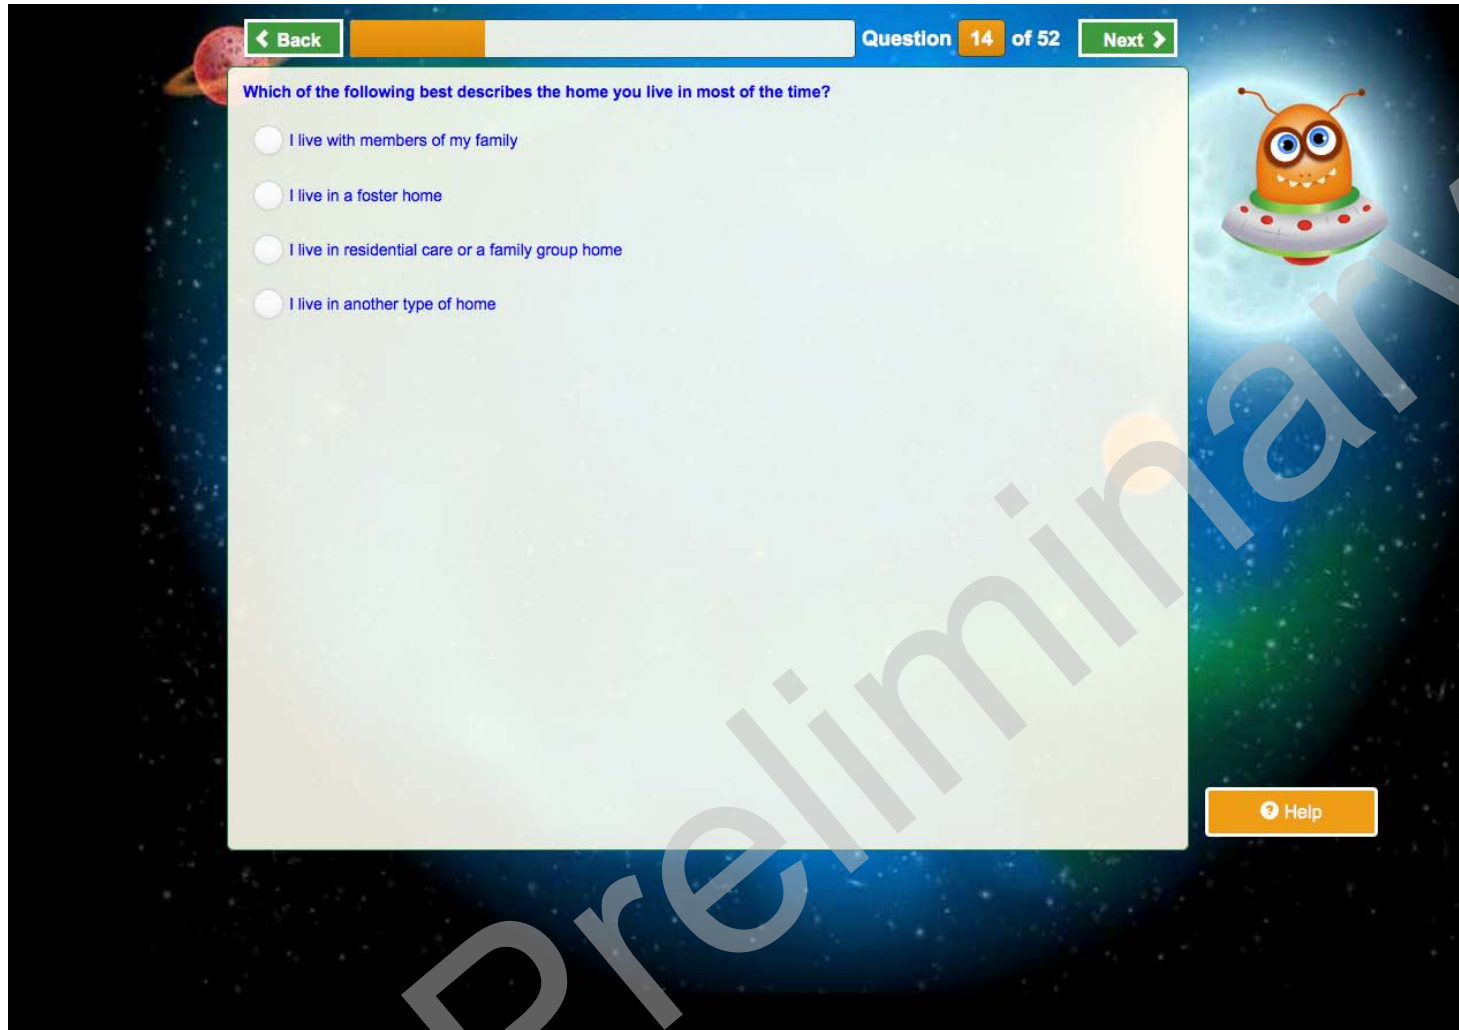 Back
Question 14 of 52
Next
Which of the following best describes the home you live in most of the time?
I live with members of my family
I live in a foster home
I live in residential care or a family group home
I live in another type of home
? Help
Preliminary